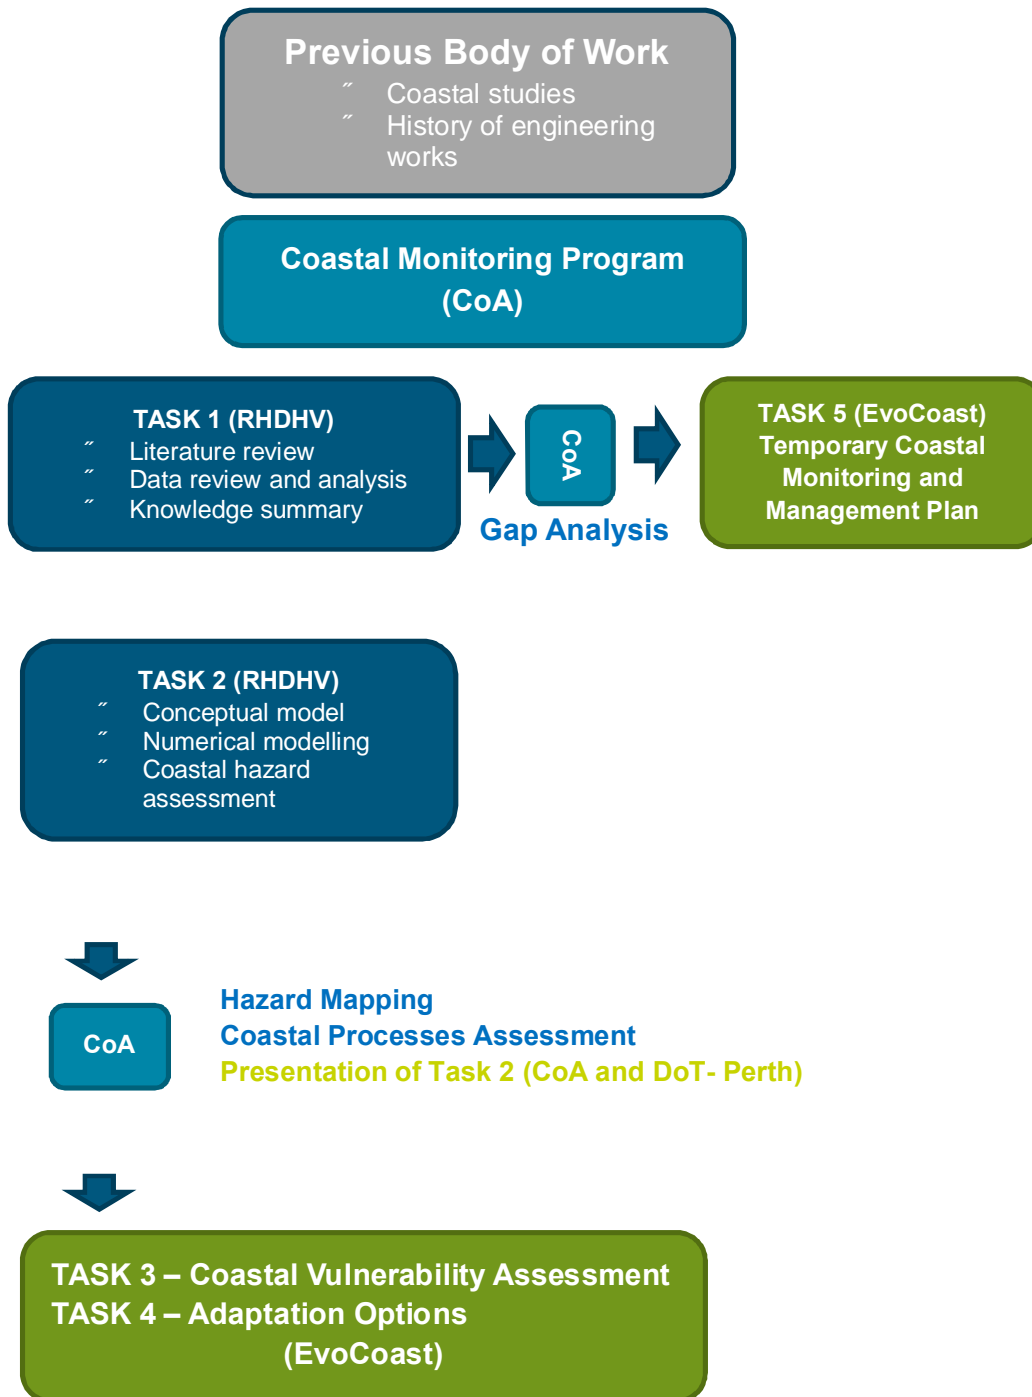 Previous Body of Work
˝ Coastal studies
˝ History of engineering
works
Coastal Monitoring Program
(CoA)
TASK 1 (RHDHV)
˝ Literature review
˝ Data review and analysis
˝ Knowledge summary
CoA
Gap Analysis
TASK 5 (EvoCoast)
Temporary Coastal
Monitoring and
Management Plan
TASK 2 (RHDHV)
˝ Conceptual model
˝ Numerical modelling
˝ Coastal hazard
assessment
CoA
Hazard Mapping
Coastal Processes Assessment
Presentation of Task 2 (CoA and DoT- Perth)
TASK 3 – Coastal Vulnerability Assessment
TASK 4 – Adaptation Options
(EvoCoast)